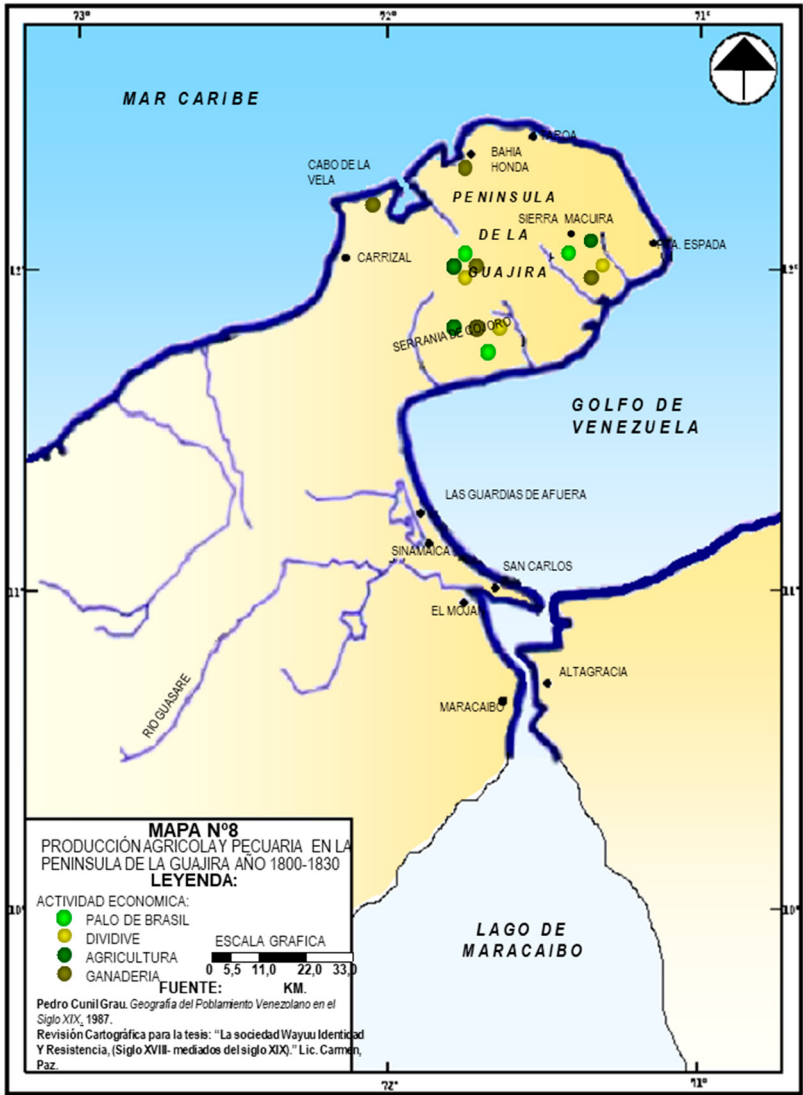 73°
72°
71°
MAR CARIBE
TAROA
BAHIA
HONDA
CABO DE LA
VELA
PENINSULA
SIERRA MACUIRA
DE LA
PTA. ESPADA
CARRIZAL
12°
12°
GUAJIRA
SERRANIA DE COJORO
GOLFO DE
VENEZUELA
LAS GUARDIAS DE AFUERA
SINAMAICA
SAN CARLOS
11°
11°
EL MOJAN
ALTAGRACIA
RIO GUASARE
MARACAIBO
MAPA Nº8
PRODUCCIÓN AGRICOLA Y PECUARIA EN LA
PENINSULA DE LA GUAJIRA AÑO 1800-1830
LEYENDA:
ACTIVIDAD ECONOMICA:
PALO DE BRASIL
DIVIDIVE
AGRICULTURA
GANADERIA
ESCALA GRAFICA
0 5,5 11,0 22,0 33,0
KM.
FUENTE:
Pedro Cunil Grau. Geografía del Poblamiento Venezolano en el
Siglo XIX, 1987.
Revisión Cartográfica para la tesis: “La sociedad Wayuu Identidad
Y Resistencia, (Siglo XVIII- mediados del siglo XIX).” Lic. Carmen,
Paz.
10°
10°
LAGO DE
MARACAIBO
72°
71°